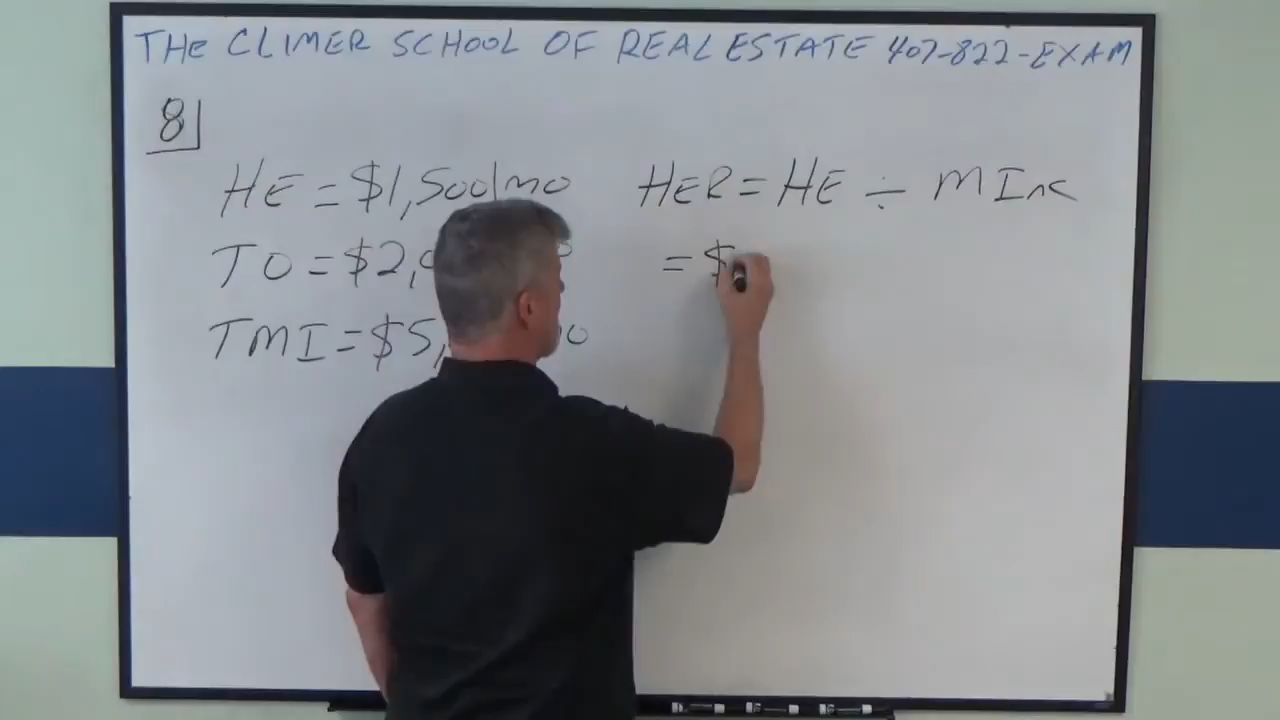 THE CLIMER SCHOOL OF REAL ESTATE 407-822-EXAM
8
HE = $1,500/mo
TO = $2,
TMI = $5,
HER = HE ÷ MInc
= $